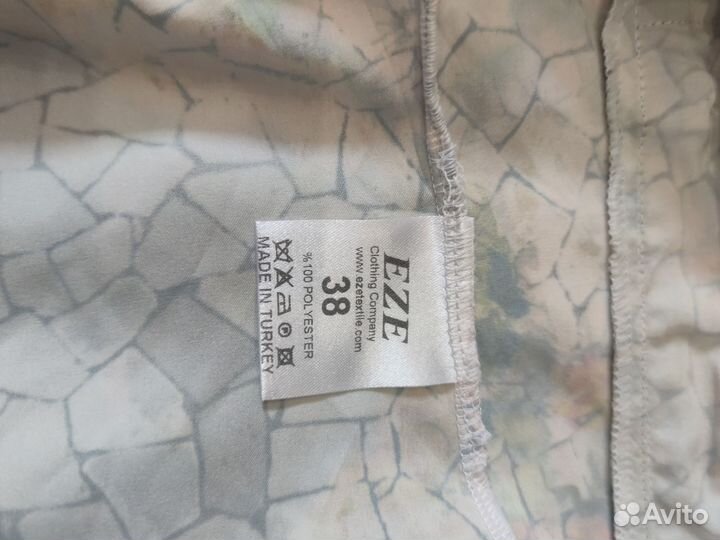 EZE
Clothing Company
www.ezetextile.com
38
%100 POLYESTER
MADE IN TURKEY
Avito